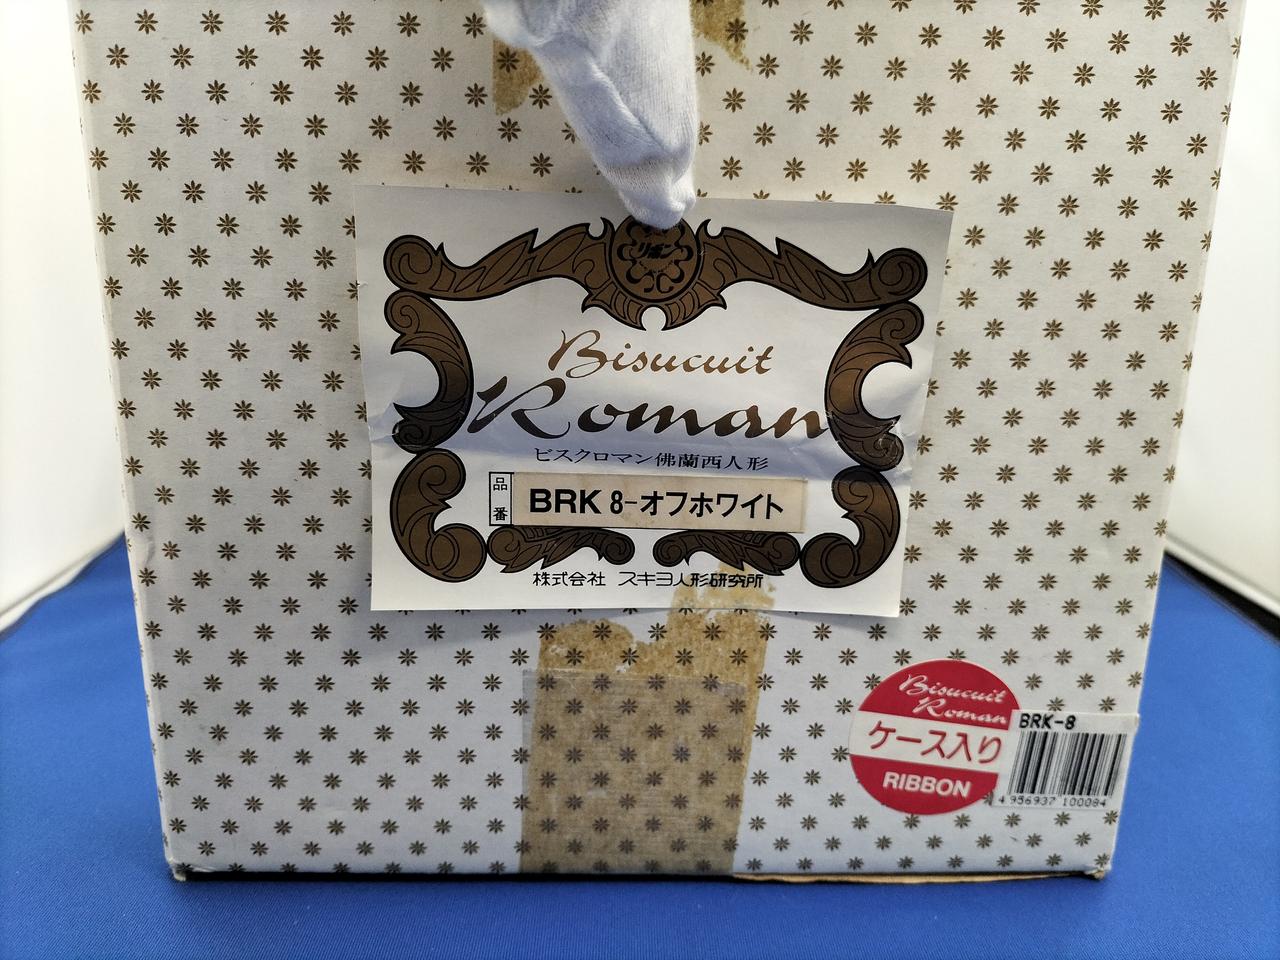 リボン
Bisucuit
Roman
ビスクロマン佛蘭西人形
品番
BRK 8-オフホワイト
株式会社 スキヨ人形研究所
Bisucuit
Roman
ケース入り
RIBBON
BRK-8
4 956937 100084